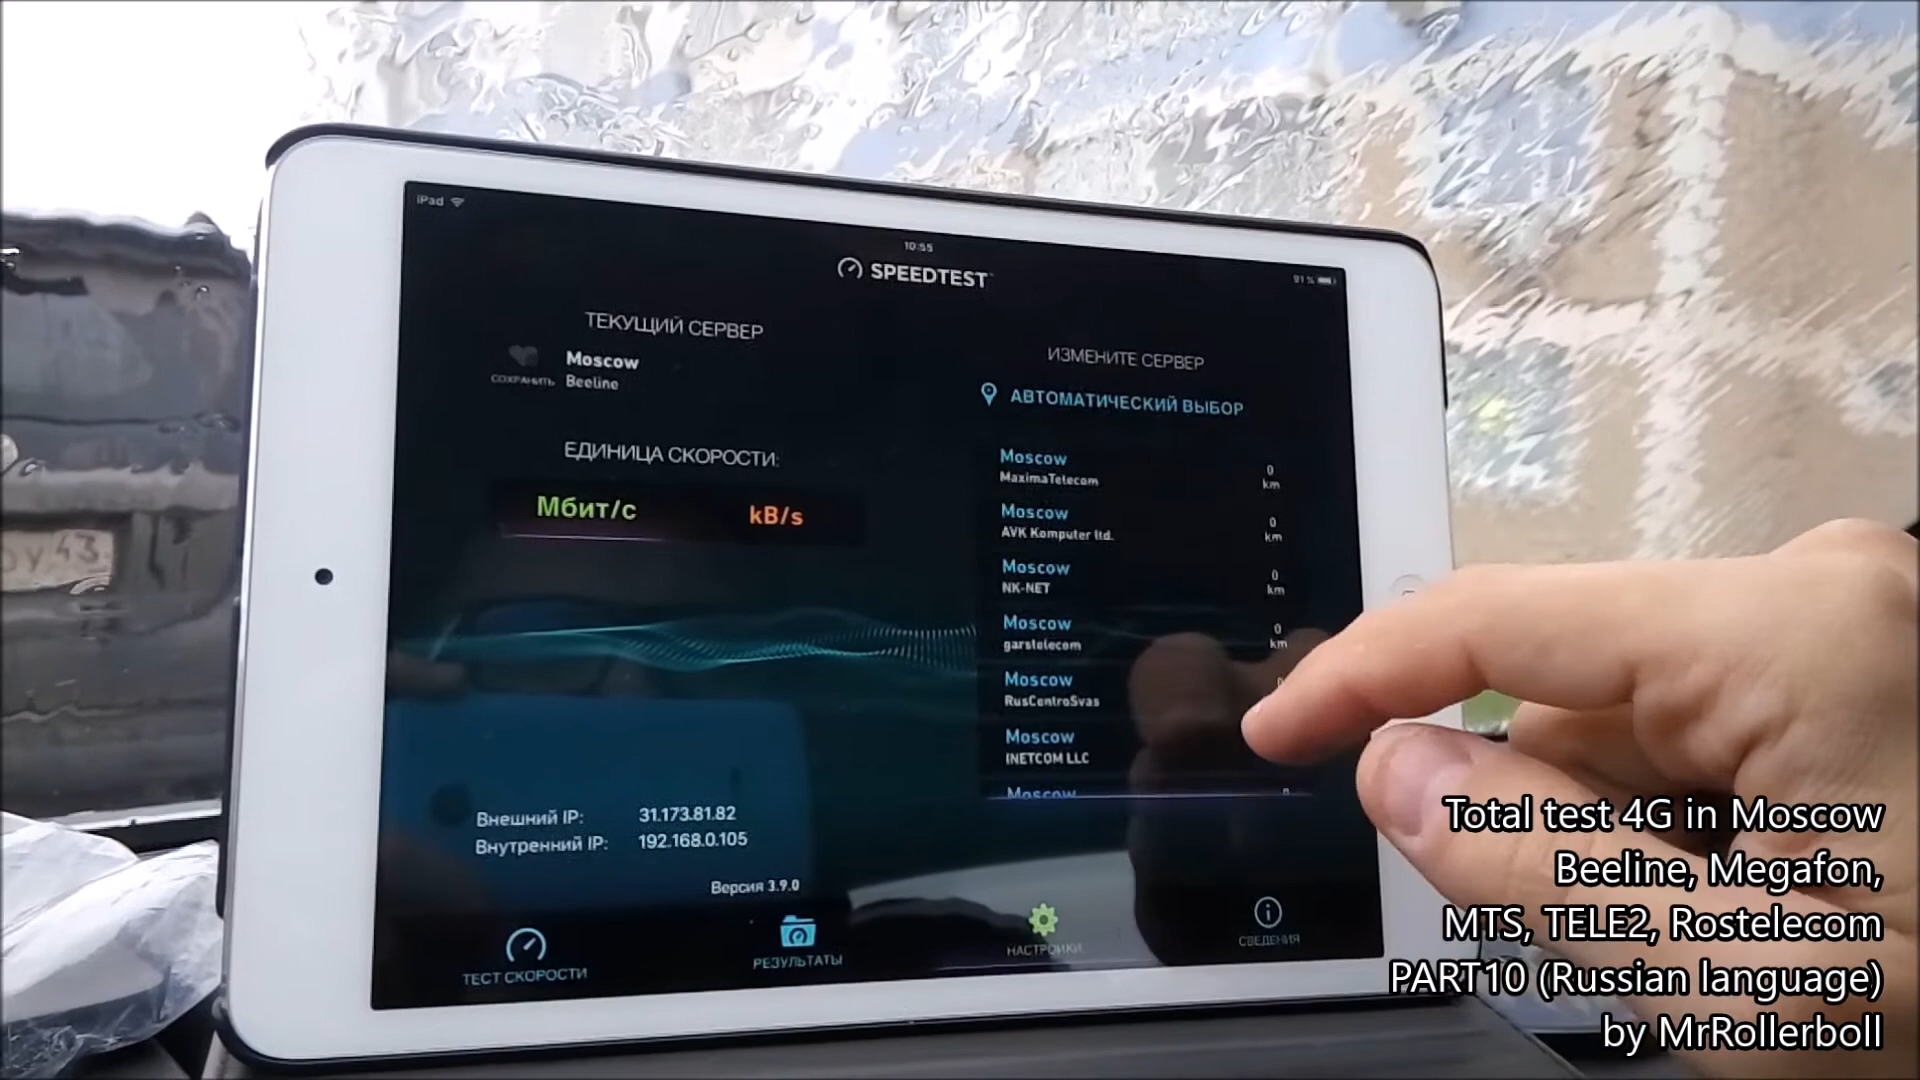 iPad
10:55
91 %
SPEEDTEST
ТЕКУЩИЙ СЕРВЕР
СОХРАНИТЬ
Moscow
Beeline
ЕДИНИЦА СКОРОСТИ:
Мбит/с kB/s
ИЗМЕНИТЕ СЕРВЕР
АВТОМАТИЧЕСКИЙ ВЫБОР
Moscow
MaximaTelecom
0 km
Moscow
AVK Komputer ltd.
0 km
Moscow
NK-NET
0 km
Moscow
garstelecom
0 km
Moscow
RusCentroSvas
0
Moscow
INETCOM LLC
Moscow
0
Внешний IP: 31.173.81.82
Внутренний IP: 192.168.0.105
Версия 3.9.0
ТЕСТ СКОРОСТИ
РЕЗУЛЬТАТЫ
НАСТРОЙКИ
СВЕДЕНИЯ
43
Total test 4G in Moscow
Beeline, Megafon,
MTS, TELE2, Rostelecom
PART10 (Russian language)
by MrRollerboll